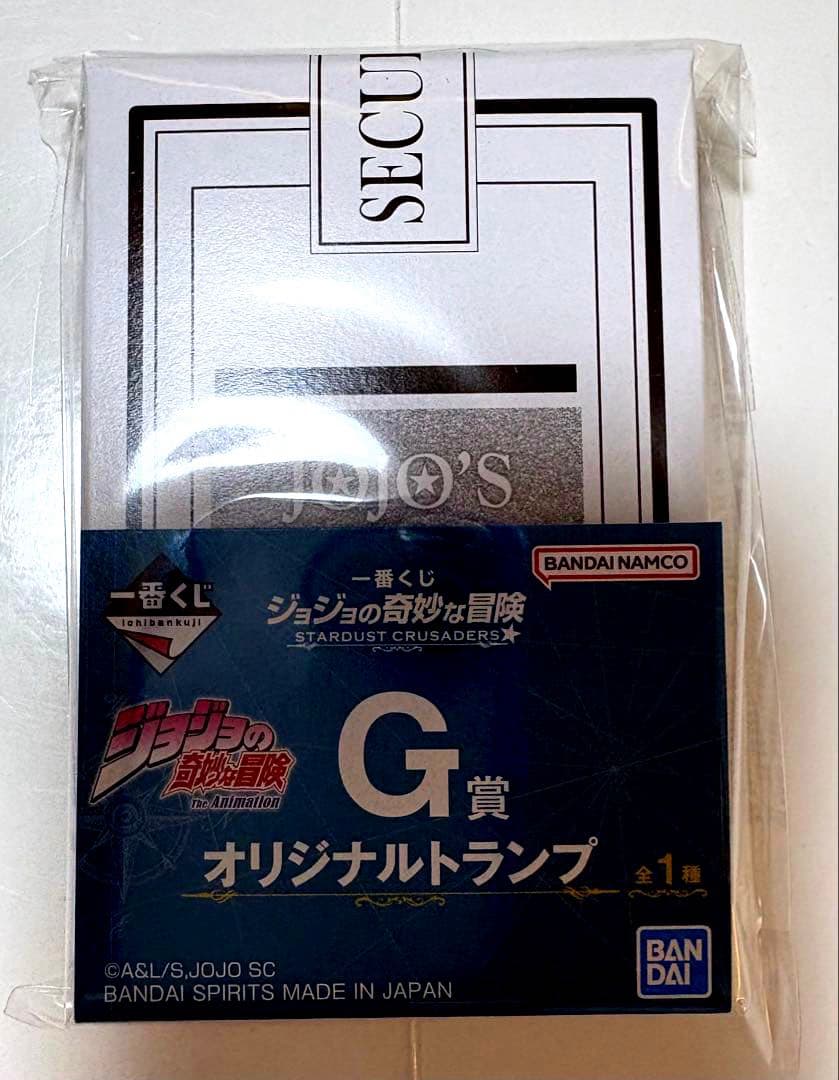 SECU
JOJO'S
一番くじ
ichibankuji
一番くじ
ジョジョの奇妙な冒険
STARDUST CRUSADERS
BANDAI NAMCO
ジョジョの
奇妙な冒険
The Animation
G賞
オリジナルトランプ
全1種
©A&L/S,JOJO SC
BANDAI SPIRITS MADE IN JAPAN
BAN
DAI